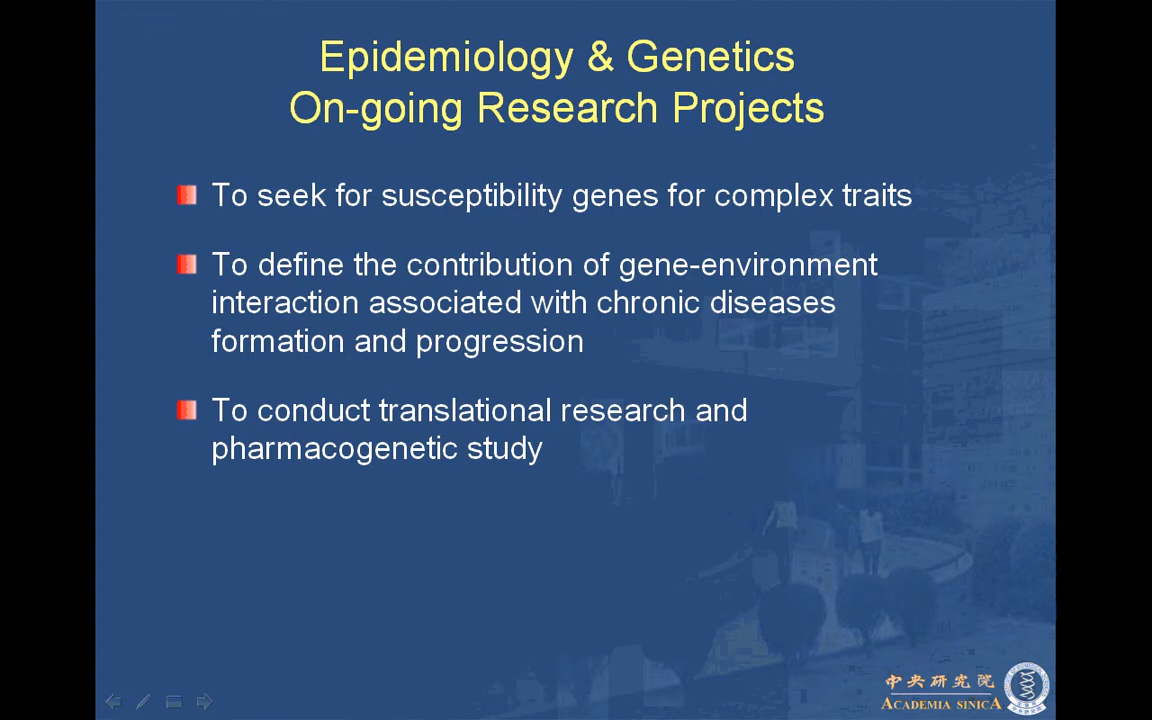 Epidemiology & Genetics
On-going Research Projects
To seek for susceptibility genes for complex traits
To define the contribution of gene-environment
interaction associated with chronic diseases
formation and progression
To conduct translational research and
pharmacogenetic study
中央研究院
ACADEMIA SINICA